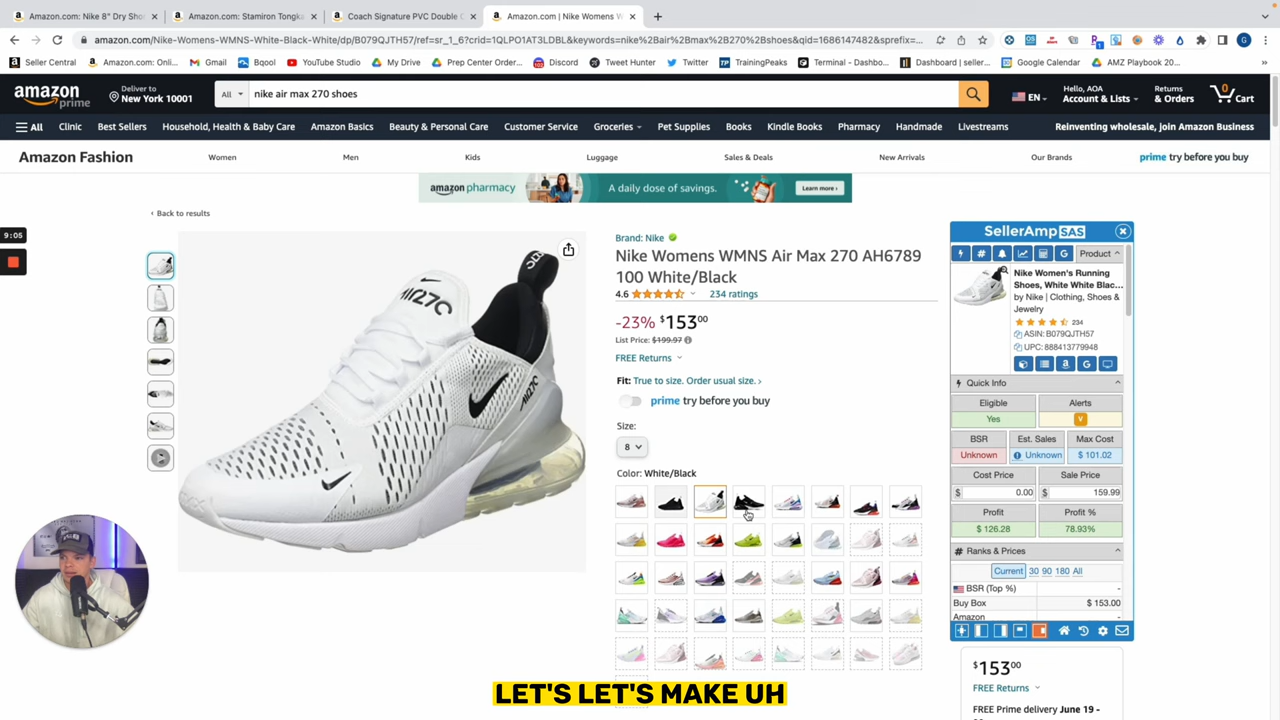 Amazon.com: Nike 8" Dry Sho
Amazon.com: Stamiron Tongka
Coach Signature PVC Double C
Amazon.com | Nike Womens W
amazon.com/Nike-Womens-WMNS-White-Black-White/dp/B079QJTH57/ref=sr_1_6?crid=1QLPO1AT3LDBL&keywords=nike%2Bair%2Bmax%2B270%2Bshoes&qid=1686147482&sprefix=...
Seller Central
Amazon.com: Onli...
Gmail
Bqool
YouTube Studio
My Drive
Prep Center Order...
Discord
Tweet Hunter
Twitter
TrainingPeaks
Terminal - Dashbo...
Dashboard | seller...
Google Calendar
AMZ Playbook 20...
amazon prime
Deliver to
New York 10001
All
nike air max 270 shoes
EN
Hello, AOA
Account & Lists
Returns
& Orders
0
Cart
All
Clinic
Best Sellers
Household, Health & Baby Care
Amazon Basics
Beauty & Personal Care
Customer Service
Groceries
Pet Supplies
Books
Kindle Books
Pharmacy
Handmade
Livestreams
Reinventing wholesale, join Amazon Business
Amazon Fashion
Women
Men
Kids
Luggage
Sales & Deals
New Arrivals
Our Brands
prime try before you buy
amazon pharmacy
A daily dose of savings.
Learn more ›
‹ Back to results
9:05
Brand: Nike
Nike Womens WMNS Air Max 270 AH6789
100 White/Black
4.6
234 ratings
-23% $153 00
List Price: $199.97
FREE Returns
Fit: True to size. Order usual size. ›
prime try before you buy
Size:
8
Color: White/Black
SellerAmp SAS
Product
Nike Women's Running
Shoes, White White Blac...
by Nike | Clothing, Shoes &
Jewelry
234
ASIN: B079QJTH57
UPC: 888413779948
Quick Info
Eligible
Alerts
Yes
V
BSR
Est. Sales
Max Cost
Unknown
Unknown
$ 101.02
Cost Price
Sale Price
$ 0.00
$ 159.99
Profit
Profit %
$ 126.28
78.93%
Ranks & Prices
Current 30 90 180 All
BSR (Top %) -
Buy Box $ 153.00
Amazon -
$153 00
FREE Returns
FREE Prime delivery June 19 -
LET'S LET'S MAKE UH